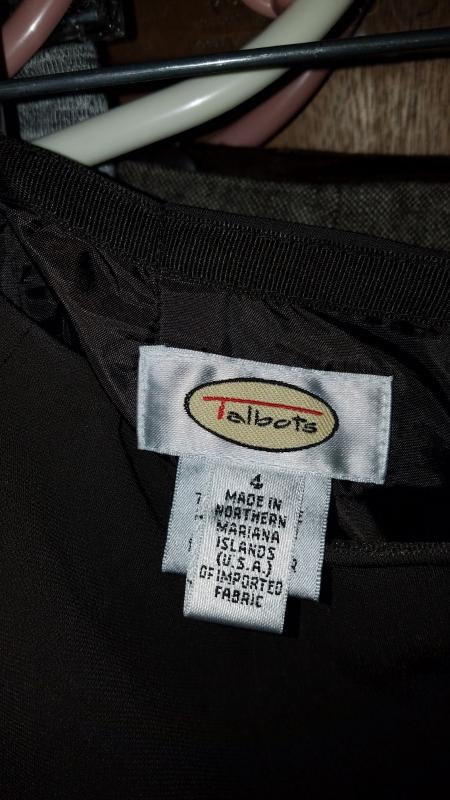 Talbots
4
MADE IN
NORTHERN
MARIANA
ISLANDS
(U.S.A.)
OF IMPORTED
FABRIC